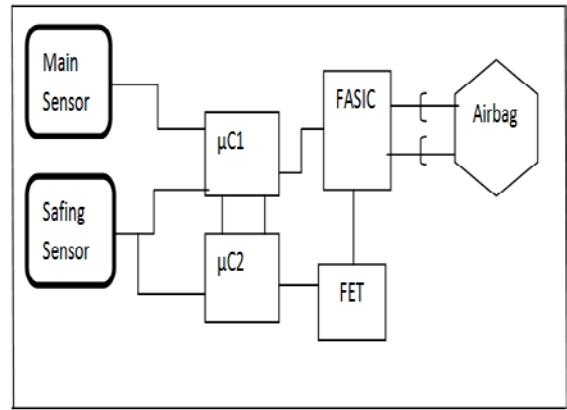 Main
Sensor
µC1
FASIC
Airbag
Safing
Sensor
µC2
FET